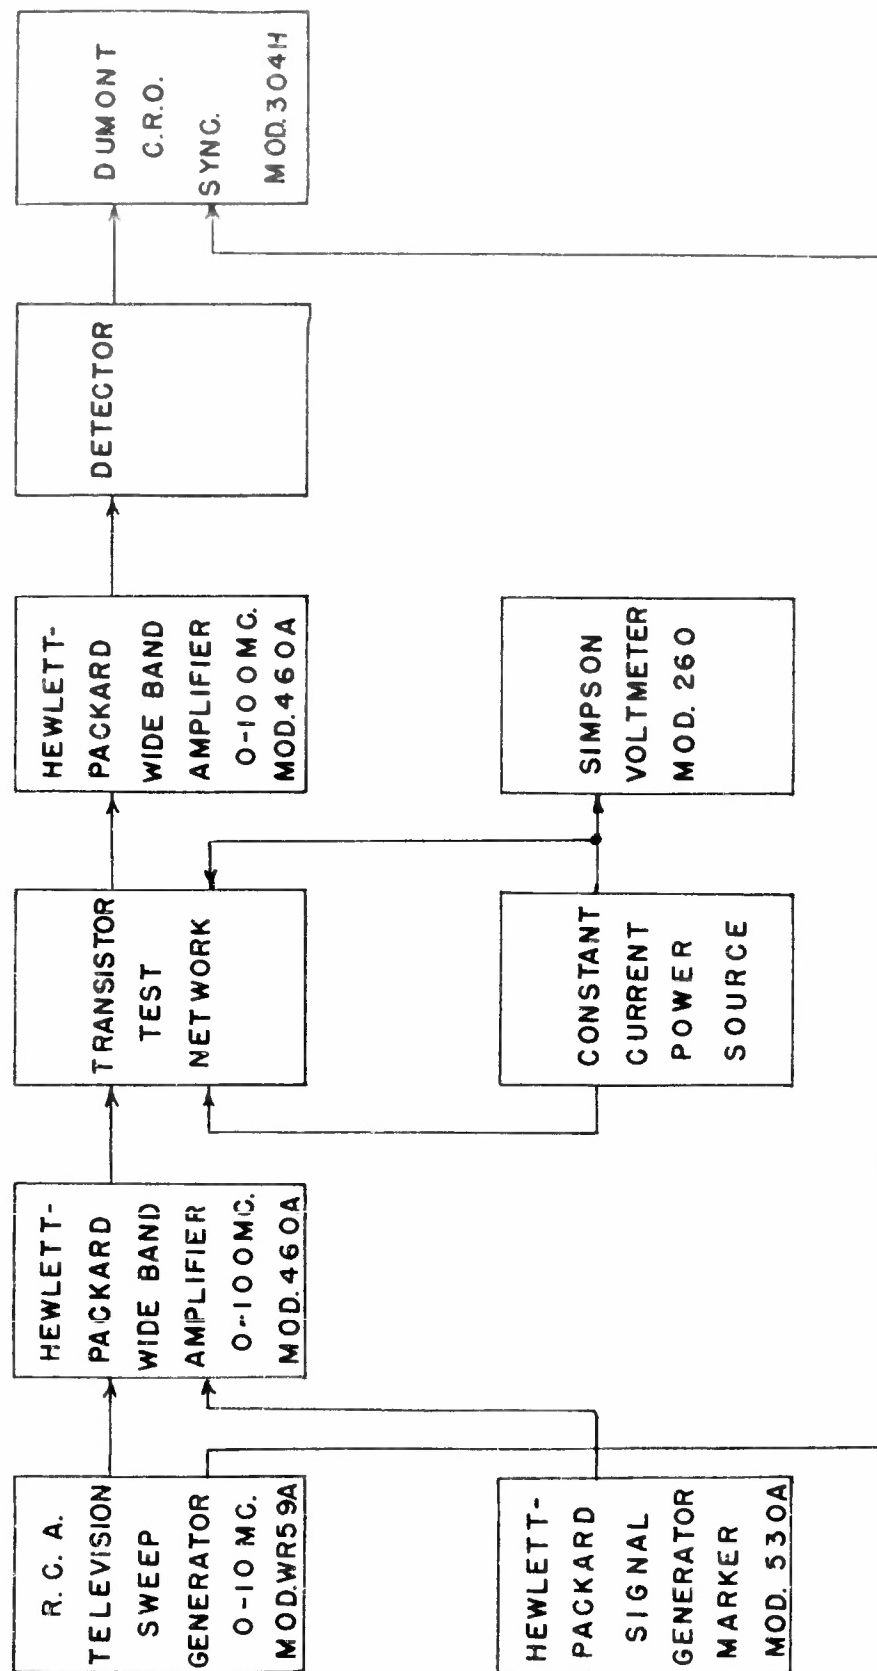 R. C. A.
TELEVISION
SWEEP
GENERATOR
0-10 MC.
MOD.WR59A
HEWLETT-
PACKARD
WIDE BAND
AMPLIFIER
0-100MC.
MOD.460A
TRANSISTOR
TEST
NETWORK
HEWLETT-
PACKARD
WIDE BAND
AMPLIFIER
0-100MC.
MOD.460A
DETECTOR
DUMONT
C.R.O.
SYNC.
MOD.304H
HEWLETT-
PACKARD
SIGNAL
GENERATOR
MARKER
MOD. 530A
CONSTANT
CURRENT
POWER
SOURCE
SIMPSON
VOLTMETER
MOD. 260